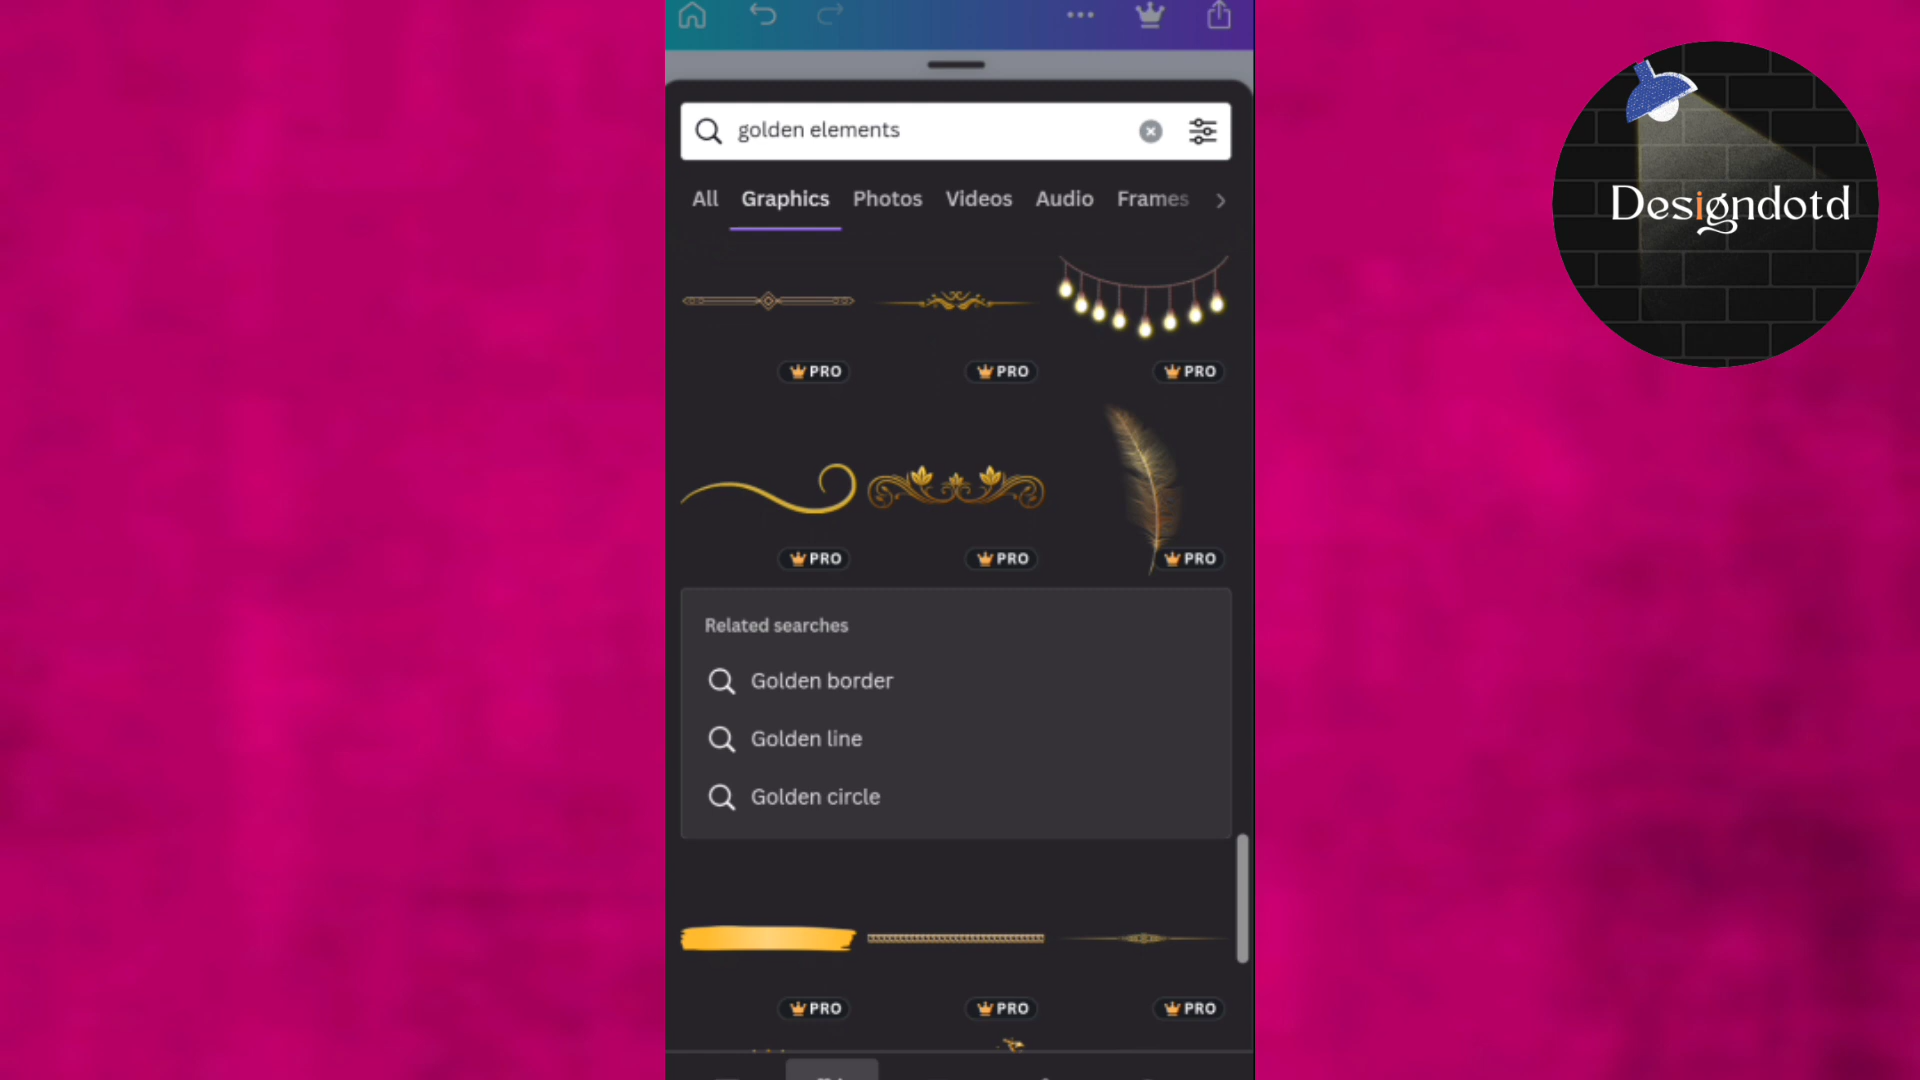 golden elements
All Graphics Photos Videos Audio Frames
PRO PRO PRO
PRO PRO PRO
Related searches
Golden border
Golden line
Golden circle
PRO PRO PRO
Designdotd